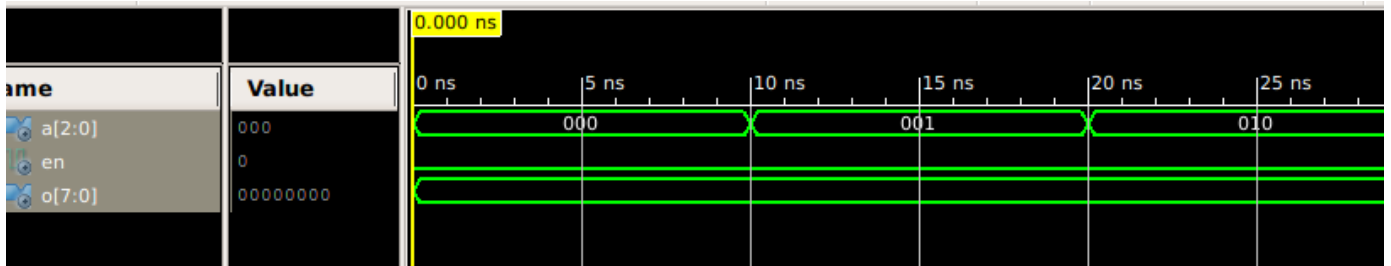 0.000 ns
ame Value 0 ns 5 ns 10 ns 15 ns 20 ns 25 ns
a[2:0] 000 000 001 010
en 0
o[7:0] 00000000